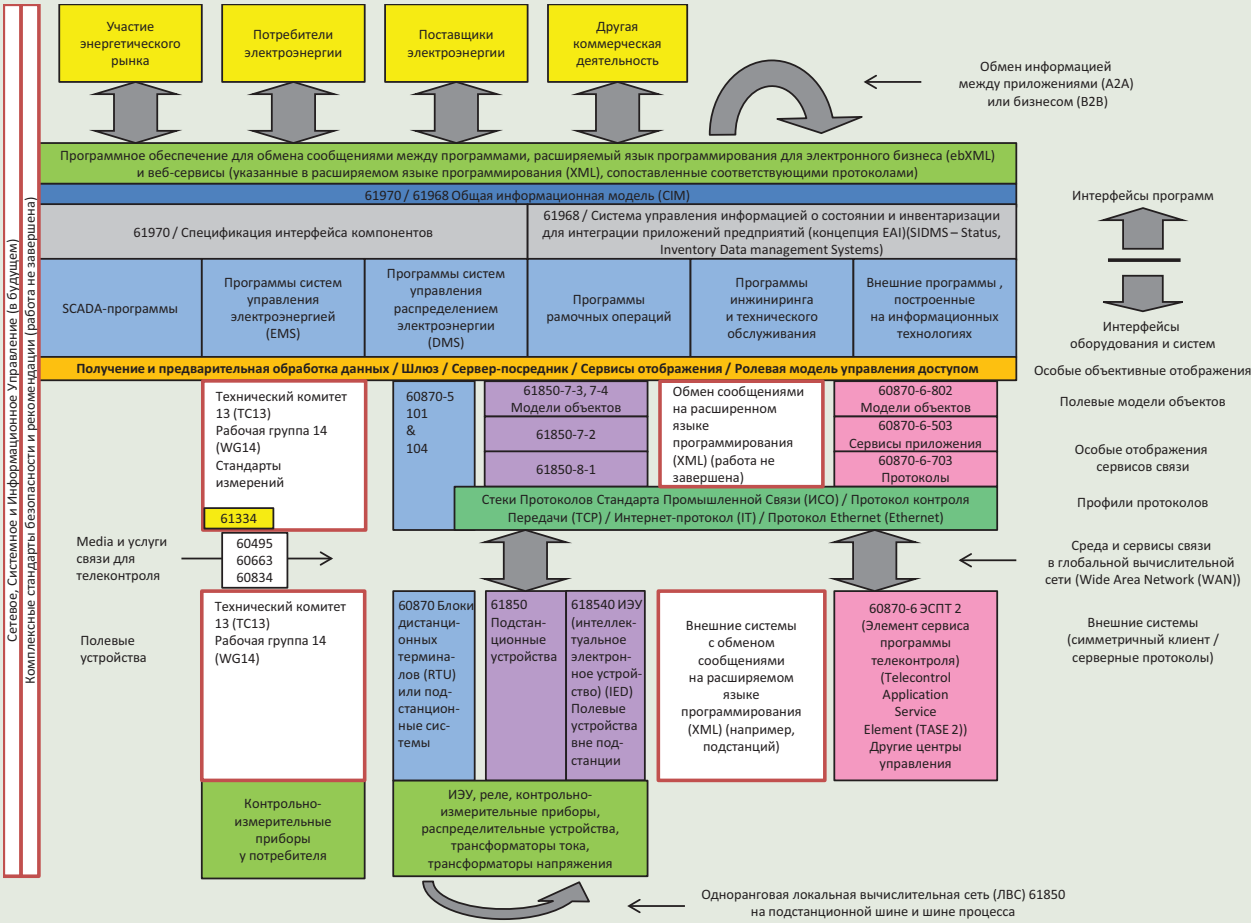 Участие
энергетического
рынка
Потребители
электроэнергии
Поставщики
электроэнергии
Другая
коммерческая
деятельность
Обмен информацией
между приложениями (A2A)
или бизнесом (B2B)
Программное обеспечение для обмена сообщениями между программами, расширяемый язык программирования для электронного бизнеса (ebXML)
и веб-сервисы (указанные в расширяемом языке программирования (XML), сопоставленные соответствующими протоколами)
61970 / 61968 Общая информационная модель (CIM)
61970 / Спецификация интерфейса компонентов
61968 / Система управления информацией о состоянии и инвентаризации
для интеграции приложений предприятий (концепция EAI)(SIDMS – Status,
Inventory Data management Systems)
Интерфейсы программ
SCADA-программы
Программы систем
управления
электроэнергией
(EMS)
Программы систем
управления
распределением
электроэнергии
(DMS)
Программы
рамочных операций
Программы
инжиниринга
и технического
обслуживания
Внешние программы ,
построенные
на информационных
технологиях
Интерфейсы
оборудования и систем
Получение и предварительная обработка данных / Шлюз / Сервер-посредник / Сервисы отображения / Ролевая модель управления доступом
Особые объективные отображения
Сетевое, Системное и Информационное Управление (в будущем)
Комплексные стандарты безопасности и рекомендации (работа не завершена)
Технический комитет
13 (TC13)
Рабочая группа 14
(WG14)
Стандарты
измерений
61334
60870-5
101
&
104
61850-7-3, 7-4
Модели объектов
61850-7-2
61850-8-1
Обмен сообщениями
на расширенном
языке
программирования
(XML) (работа не
завершена)
60870-6-802
Модели объектов
60870-6-503
Сервисы приложения
60870-6-703
Протоколы
Полевые модели объектов
Особые отображения
сервисов связи
Профили протоколов
Стеки Протоколов Стандарта Промышленной Связи (ИСО) / Протокол контроля
Передачи (TCP) / Интернет-протокол (IT) / Протокол Ethernet (Ethernet)
Media и услуги
связи для
телеконтроля
60495
60663
60834
Среда и сервисы связи
в глобальной вычислительной
сети (Wide Area Network (WAN))
Полевые
устройства
Технический комитет
13 (TC13)
Рабочая группа 14
(WG14)
60870 Блоки
дистанци-
онных
термина-
лов (RTU)
или под-
станцион-
ные сис-
темы
61850
Подстан-
ционные
устройства
618540 ИЭУ
(интеллек-
туальное
электрон-
ное устрой-
ство) (IED)
Полевые
устройства
вне под-
станции
Внешние системы
с обменом
сообщениями
на расширяемом
языке
программирования
(XML) (например,
подстанций)
60870-6 ЭСПТ 2
(Элемент сервиса
программы
телеконтроля)
(Telecontrol
Application
Service
Element (TASE 2))
Другие центры
управления
Внешние системы
(симметричный клиент /
серверные протоколы)
Контрольно-
измерительные
приборы
у потребителя
ИЭУ, реле, контрольно-
измерительные приборы,
распределительные устройства,
трансформаторы тока,
трансформаторы напряжения
Одноранговая локальная вычислительная сеть (ЛВС) 61850
на подстанционной шине и шине процесса